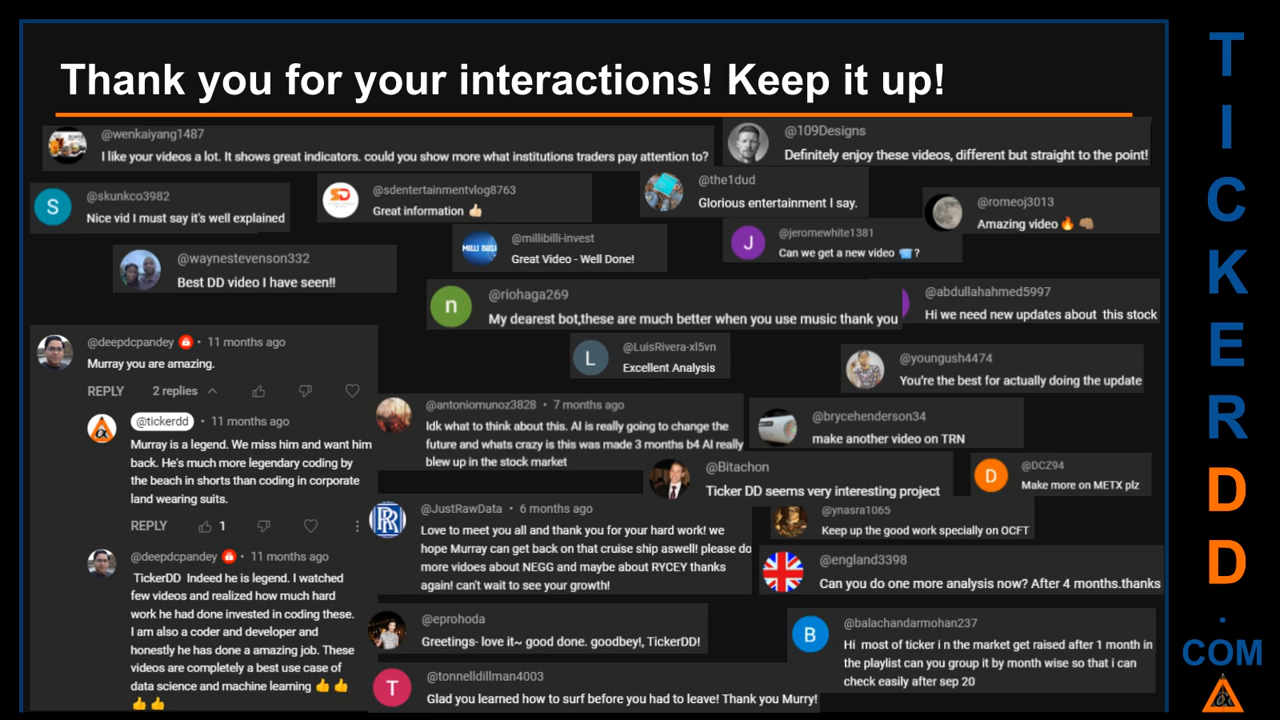 Thank you for your interactions! Keep it up!
@wenkaiyang1487
I like your videos a lot. It shows great indicators. could you show more what institutions traders pay attention to?
@109Designs
Definitely enjoy these videos, different but straight to the point!
S
@skunkco3982
Nice vid I must say it's well explained
@sdentertainmentvlog8763
Great information 👍🏻
@the1dud
Glorious entertainment I say.
@romeoj3013
Amazing video 🔥 👊🏽
MILLI BILLI
@millibilli-invest
Great Video - Well Done!
J
@jeromewhite1381
Can we get a new video 📹?
@waynestevenson332
Best DD video I have seen!!
n
@riohaga269
My dearest bot,these are much better when you use music thank you
@abdullahahmed5997
Hi we need new updates about this stock
L
@LuisRivera-xl5vn
Excellent Analysis
@youngush4474
You're the best for actually doing the update
@deepdcpandey • 11 months ago
Murray you are amazing.
REPLY 2 replies
@tickerdd • 11 months ago
Murray is a legend. We miss him and want him
back. He's much more legendary coding by
the beach in shorts than coding in corporate
land wearing suits.
REPLY 1
@deepdcpandey • 11 months ago
TickerDD Indeed he is legend. I watched
few videos and realized how much hard
work he had done invested in coding these.
I am also a coder and developer and
honestly he has done a amazing job. These
videos are completely a best use case of
data science and machine learning 👍 👍
👍 👍
@antoniomunoz3828 • 7 months ago
Idk what to think about this. AI is really going to change the
future and whats crazy is this was made 3 months b4 AI really
blew up in the stock market
@brycehenderson34
make another video on TRN
@Bitachon
Ticker DD seems very interesting project
D
@DCZ94
Make more on METX plz
RR
@JustRawData • 6 months ago
Love to meet you all and thank you for your hard work! we
hope Murray can get back on that cruise ship aswell! please do
more vidoes about NEGG and maybe about RYCEY thanks
again! can't wait to see your growth!
@ynasra1065
Keep up the good work specially on OCFT
@england3398
Can you do one more analysis now? After 4 months.thanks
@eprohoda
Greetings- love it~ good done. goodbey!, TickerDD!
B
@balachandarmohan237
Hi most of ticker i n the market get raised after 1 month in
the playlist can you group it by month wise so that i can
check easily after sep 20
T
@tonnelldillman4003
Glad you learned how to surf before you had to leave! Thank you Murry!
T
I
C
K
E
R
D
D
.
COM